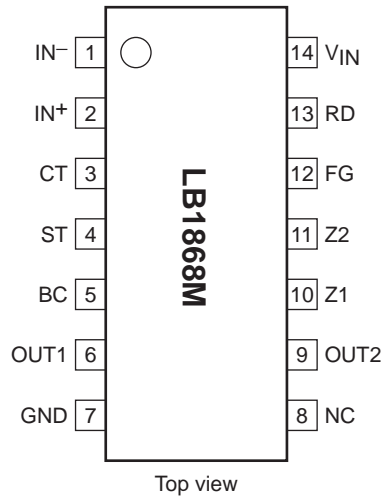 IN– 1 14 VIN
IN+ 2 13 RD
CT 3 12 FG
ST 4 11 Z2
BC 5 10 Z1
OUT1 6 9 OUT2
GND 7 8 NC
LB1868M
Top view